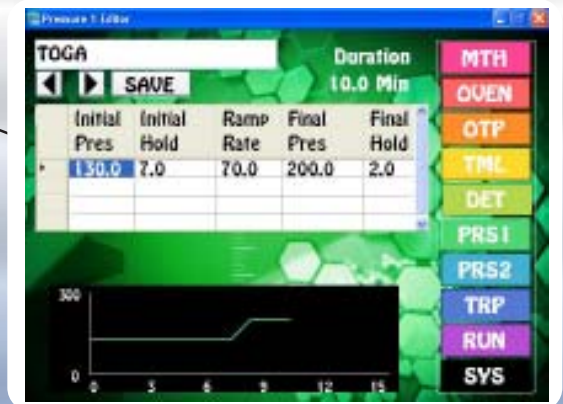 Pressure 1 Editor
TOGA
Duration
SAVE
10.0 Min
Initial Pres Initial Hold Ramp Rate Final Pres Final Hold
130.0 7.0 70.0 200.0 2.0
300
0
0 3 6 9 12 15
MTH
OVEN
OTP
TML
DET
PRS1
PRS2
TRP
RUN
SYS